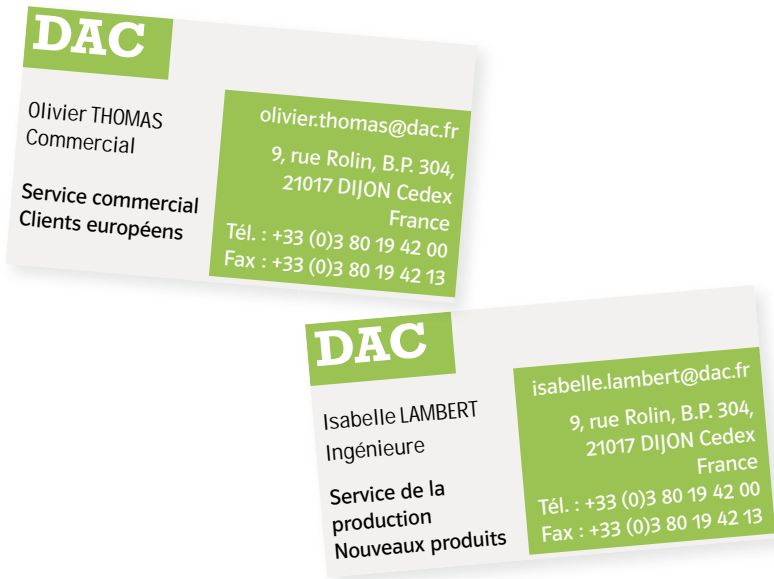 DAC
Olivier THOMAS
Commercial
Service commercial
Clients européens
olivier.thomas@dac.fr
9, rue Rolin, B.P. 304,
21017 DIJON Cedex
France
Tél. : +33 (0)3 80 19 42 00
Fax : +33 (0)3 80 19 42 13
DAC
Isabelle LAMBERT
Ingénieure
Service de la
production
Nouveaux produits
isabelle.lambert@dac.fr
9, rue Rolin, B.P. 304,
21017 DIJON Cedex
France
Tél. : +33 (0)3 80 19 42 00
Fax : +33 (0)3 80 19 42 13